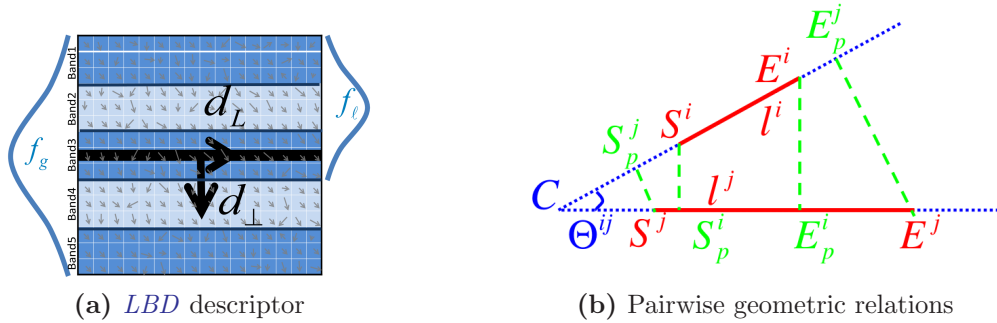 Band1
Band2
Band3
Band4
Band5
f_g
f_ℓ
d_L
d_⊥
(a) LBD descriptor
E_p^j
E^i
l^i
S^i
S_p^j
C
Θ^{ij}
l^j
S^j
S_p^i
E_p^i
E^j
(b) Pairwise geometric relations